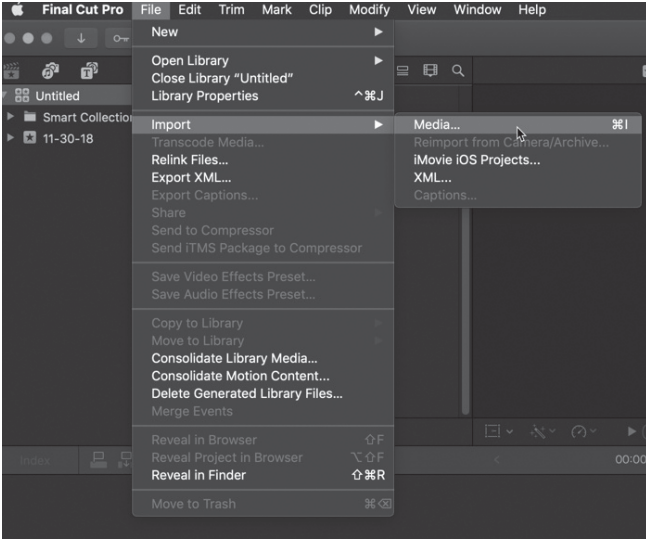 Final Cut Pro File Edit Trim Mark Clip Modify View Window Help
New
Open Library
Close Library "Untitled"
Library Properties ^⌘J
Untitled
Smart Collection
11-30-18
Import
Transcode Media...
Relink Files...
Export XML...
Export Captions...
Share
Send to Compressor
Send iTMS Package to Compressor
Media... ⌘I
Reimport from Camera/Archive...
iMovie iOS Projects...
XML...
Captions...
Save Video Effects Preset...
Save Audio Effects Preset...
Copy to Library
Move to Library
Consolidate Library Media...
Consolidate Motion Content...
Delete Generated Library Files...
Merge Events
Reveal in Browser ⇧F
Reveal Project in Browser ⌥⇧F
Reveal in Finder ⇧⌘R
Move to Trash ⌘⌫
Index
00:00